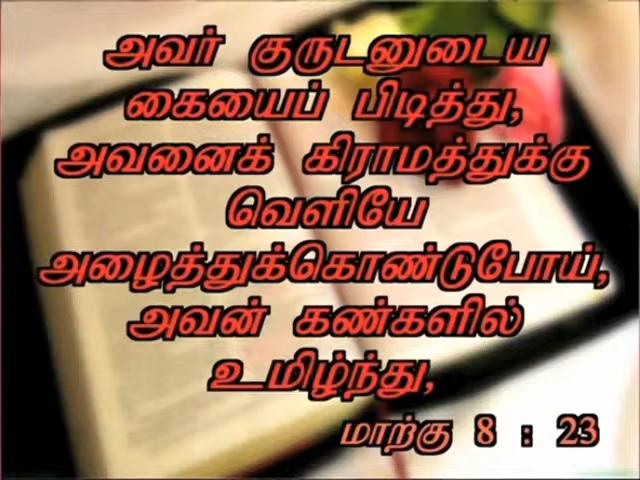 அவர் குருடனுடைய
கையைப் பிடித்து,
அவனைக் கிராமத்துக்கு
வெளியே
அழைத்துக்கொண்டுபோய்,
அவன் கண்களில்
உமிழ்ந்து,
மாற்கு 8 : 23